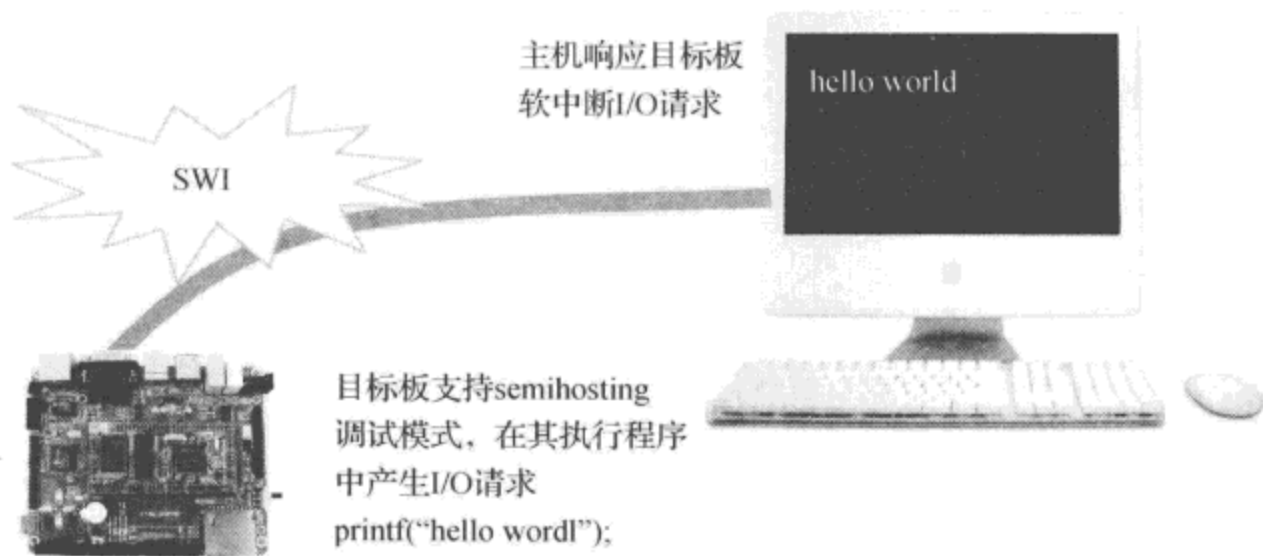 主机响应目标板
软中断I/O请求
hello world
SWI
目标板支持semihosting
调试模式，在其执行程序
中产生I/O请求
printf(“hello wordl”);